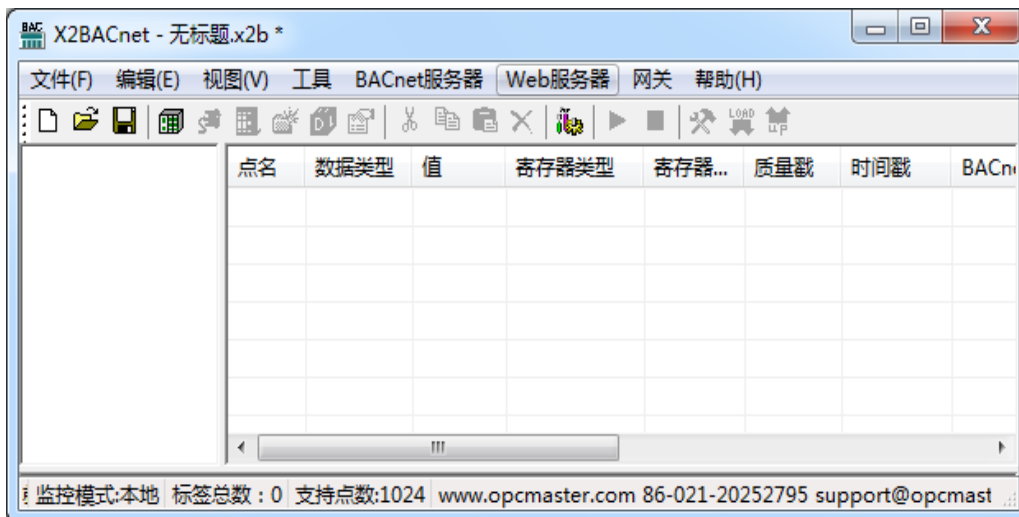 X2BACnet - 无标题.x2b *
文件(F) 编辑(E) 视图(V) 工具 BACnet服务器 Web服务器 网关 帮助(H)
点名 数据类型 值 寄存器类型 寄存器... 质量戳 时间戳
监控模式:本地 标签总数：0 支持点数:1024 www.opcmaster.com 86-021-20252795 support@opcmast